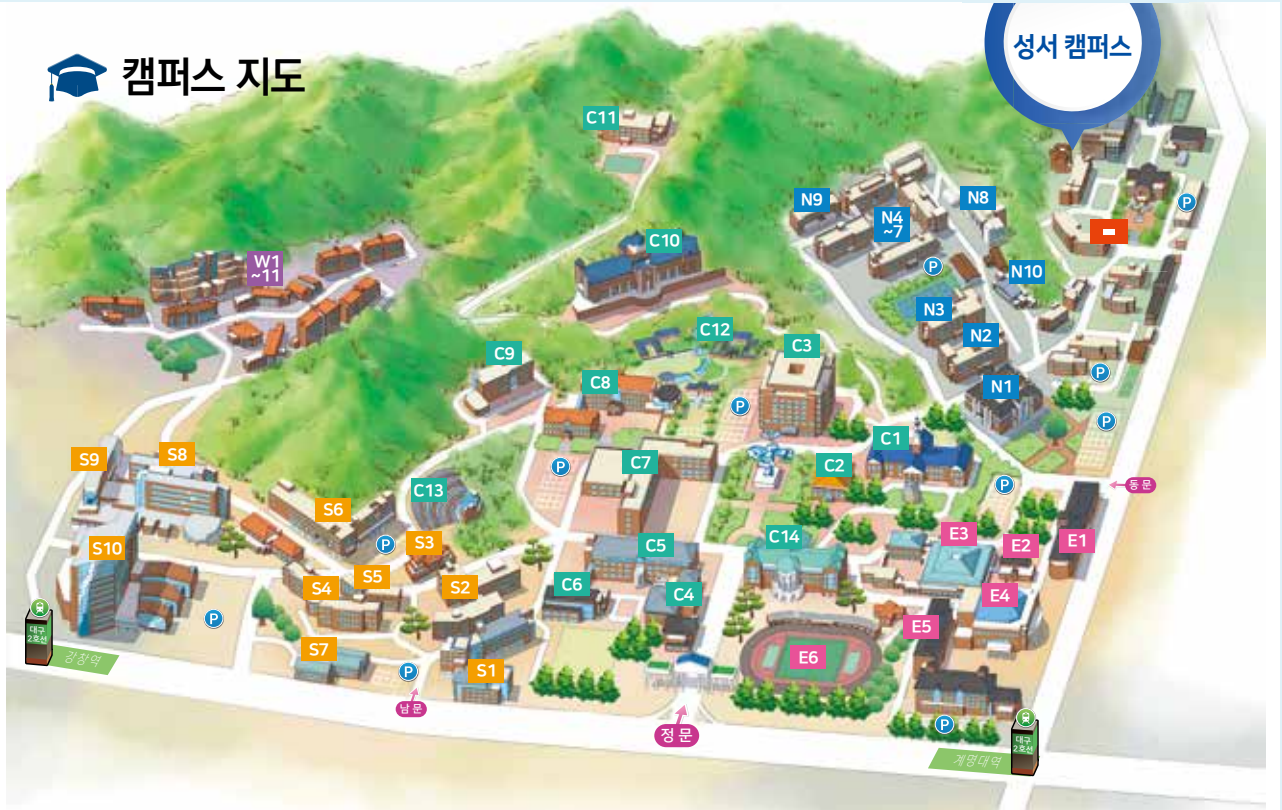 캠퍼스 지도
성서 캠퍼스
C11
N9
N8
N4
~7
P
C10
W1
~11
P
N10
N3
C12
C3
N2
C9
C8
P
N1
P
P
C1
S9
S8
P
C7
C2
C13
P
동문
S6
P
C14
E3
E2
E1
S10
S3
C5
S5
S4
S2
C6
C4
E4
P
E5
대구
2호선
강창역
S7
P
S1
E6
남문
정문
P
대구
2호선
계명대역